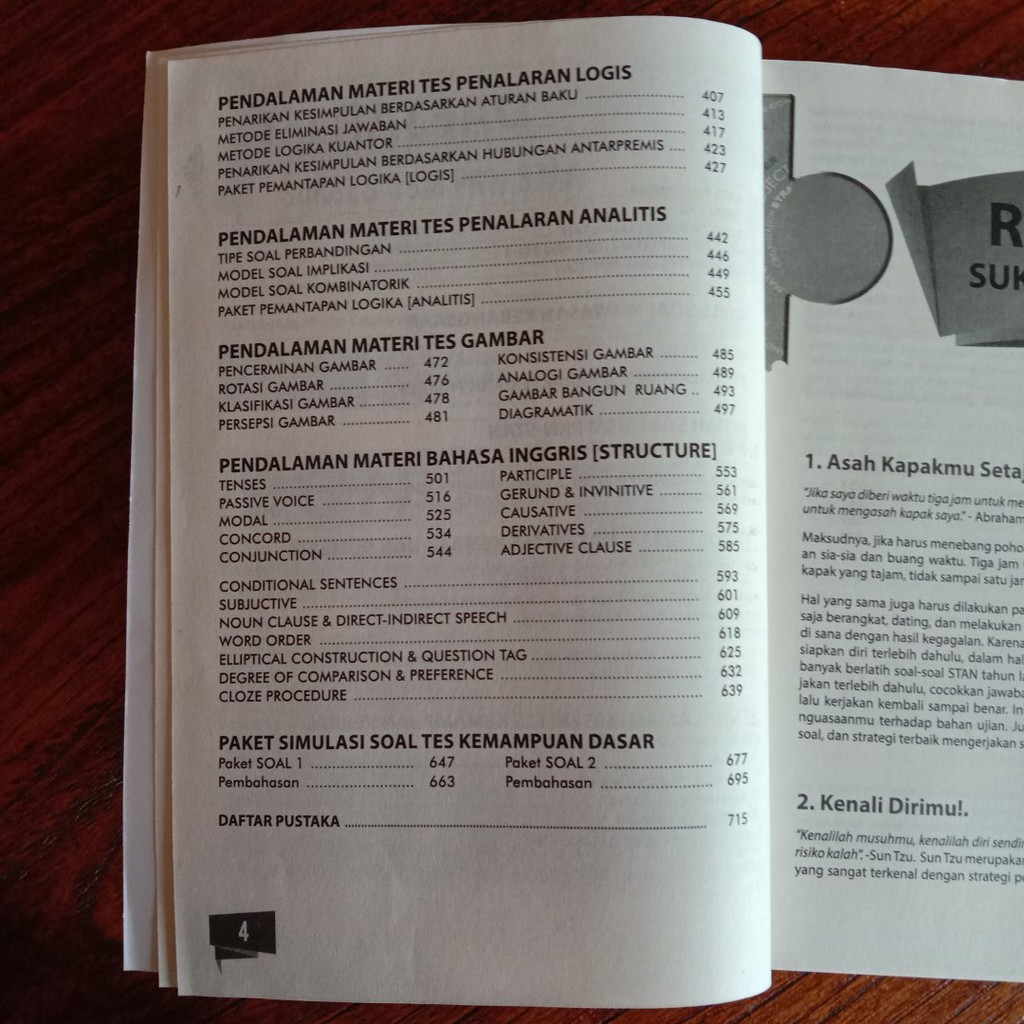 PENDALAMAN MATERI TES PENALARAN LOGIS
PENARIKAN KESIMPULAN BERDASARKAN ATURAN BAKU ............ 407
METODE ELIMINASI JAWABAN ............ 413
METODE LOGIKA KUANTOR ............ 417
PENARIKAN KESIMPULAN BERDASARKAN HUBUNGAN ANTARPREMIS .... 423
PAKET PEMANTAPAN LOGIKA [LOGIS] ............ 427
PENDALAMAN MATERI TES PENALARAN ANALITIS
TIPE SOAL PERBANDINGAN ............ 442
MODEL SOAL IMPLIKASI ............ 446
MODEL SOAL KOMBINATORIK ............ 449
PAKET PEMANTAPAN LOGIKA [ANALITIS] ............ 455
PENDALAMAN MATERI TES GAMBAR
PENCERMINAN GAMBAR ...... 472
ROTASI GAMBAR ............ 476
KLASIFIKASI GAMBAR ............ 478
PERSEPSI GAMBAR ............ 481
KONSISTENSI GAMBAR ......... 485
ANALOGI GAMBAR ............ 489
GAMBAR BANGUN RUANG .. 493
DIAGRAMATIK ............ 497
PENDALAMAN MATERI BAHASA INGGRIS [STRUCTURE]
TENSES ............ 501
PASSIVE VOICE ............ 516
MODAL ............ 525
CONCORD ............ 534
CONJUNCTION ............ 544
PARTICIPLE ............ 553
GERUND & INVINITIVE ............ 561
CAUSATIVE ............ 569
DERIVATIVES ............ 575
ADJECTIVE CLAUSE ............ 585
CONDITIONAL SENTENCES ............ 593
SUBJUCTIVE ............ 601
NOUN CLAUSE & DIRECT-INDIRECT SPEECH ............ 609
WORD ORDER ............ 618
ELLIPTICAL CONSTRUCTION & QUESTION TAG ............ 625
DEGREE OF COMPARISON & PREFERENCE ............ 632
CLOZE PROCEDURE ............ 639
PAKET SIMULASI SOAL TES KEMAMPUAN DASAR
Paket SOAL 1 ............ 647
Pembahasan ............ 663
Paket SOAL 2 ............ 677
Pembahasan ............ 695
DAFTAR PUSTAKA ............ 715
4
R
SUK
1. Asah Kapakmu Setaj
"Jika saya diberi waktu tiga jam untuk me
untuk mengasah kapak saya." - Abraham
Maksudnya, jika harus menebang poho
an sia-sia dan buang waktu. Tiga jam
kapak yang tajam, tidak sampai satu jam
Hal yang sama juga harus dilakukan pa
saja berangkat, dating, dan melakukan
di sana dengan hasil kegagalan. Karena
siapkan diri terlebih dahulu, dalam hal
banyak berlatih soal-soal STAN tahun la
jakan terlebih dahulu, cocokkan jawaba
lalu kerjakan kembali sampai benar. In
nguasaanmu terhadap bahan ujian. Ju
soal, dan strategi terbaik mengerjakan s
2. Kenali Dirimu!.
"Kenalilah musuhmu, kenalilah diri sendir
risiko kalah". -Sun Tzu. Sun Tzu merupakan
yang sangat terkenal dengan strategi pe